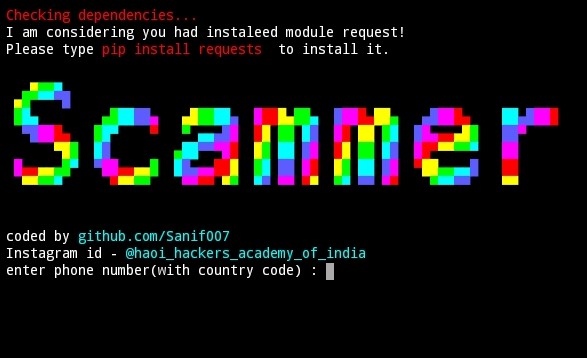 Checking dependencies...
I am considering you had instaleed module request!
Please type pip install requests  to install it.
Scanner
coded by github.com/Sanif007
Instagram id - @haoi_hackers_academy_of_india
enter phone number(with country code) :